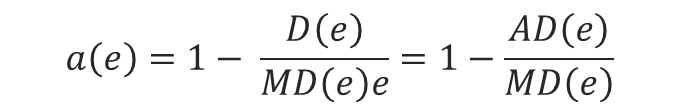 a(e) = 1 − D(e)/MD(e)e = 1 − AD(e)/MD(e)